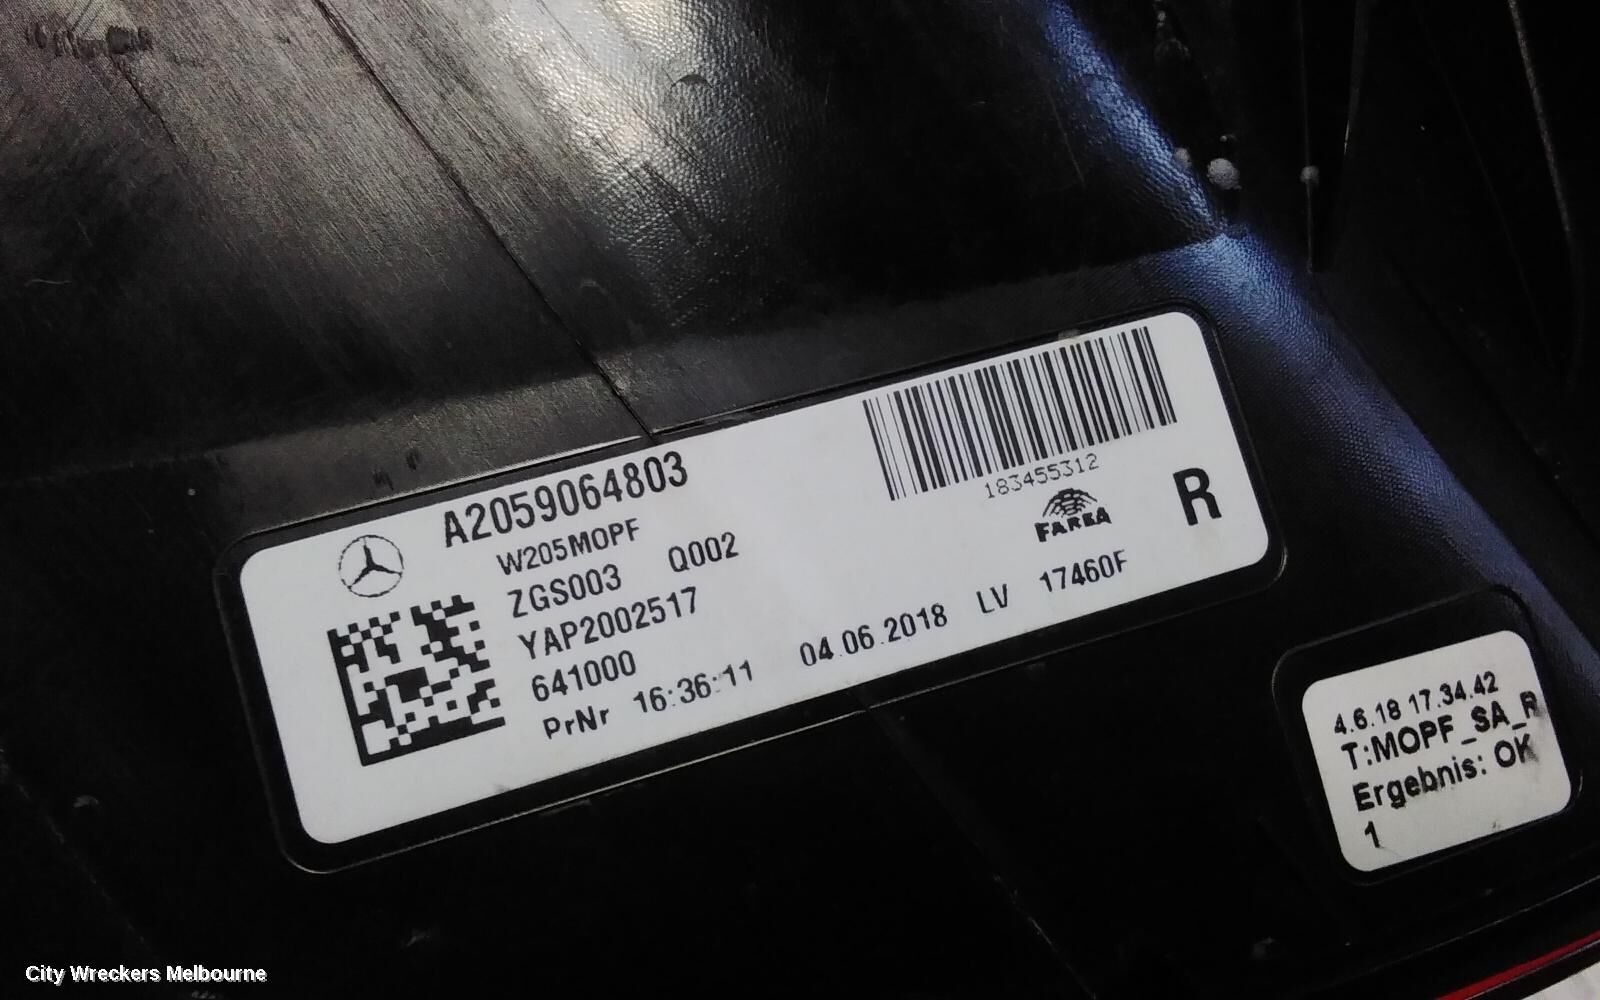 A2059064803
W205MOPF
ZGS003 Q002
YAP2002517
641000
PrNr 16:36:11 04.06.2018 LV 17460F
183455312
FARBA
R
4.6.18 17.34.42
T:MOPF_SA_R
Ergebnis: OK
1
City Wreckers Melbourne